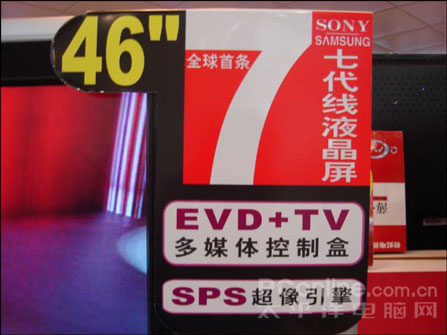 46"
SONY
SAMSUNG
全球首条
7
七代线液晶屏
EVD+TV
多媒体控制盒
SPS超像引擎
PConline.com.cn
太平洋电脑网